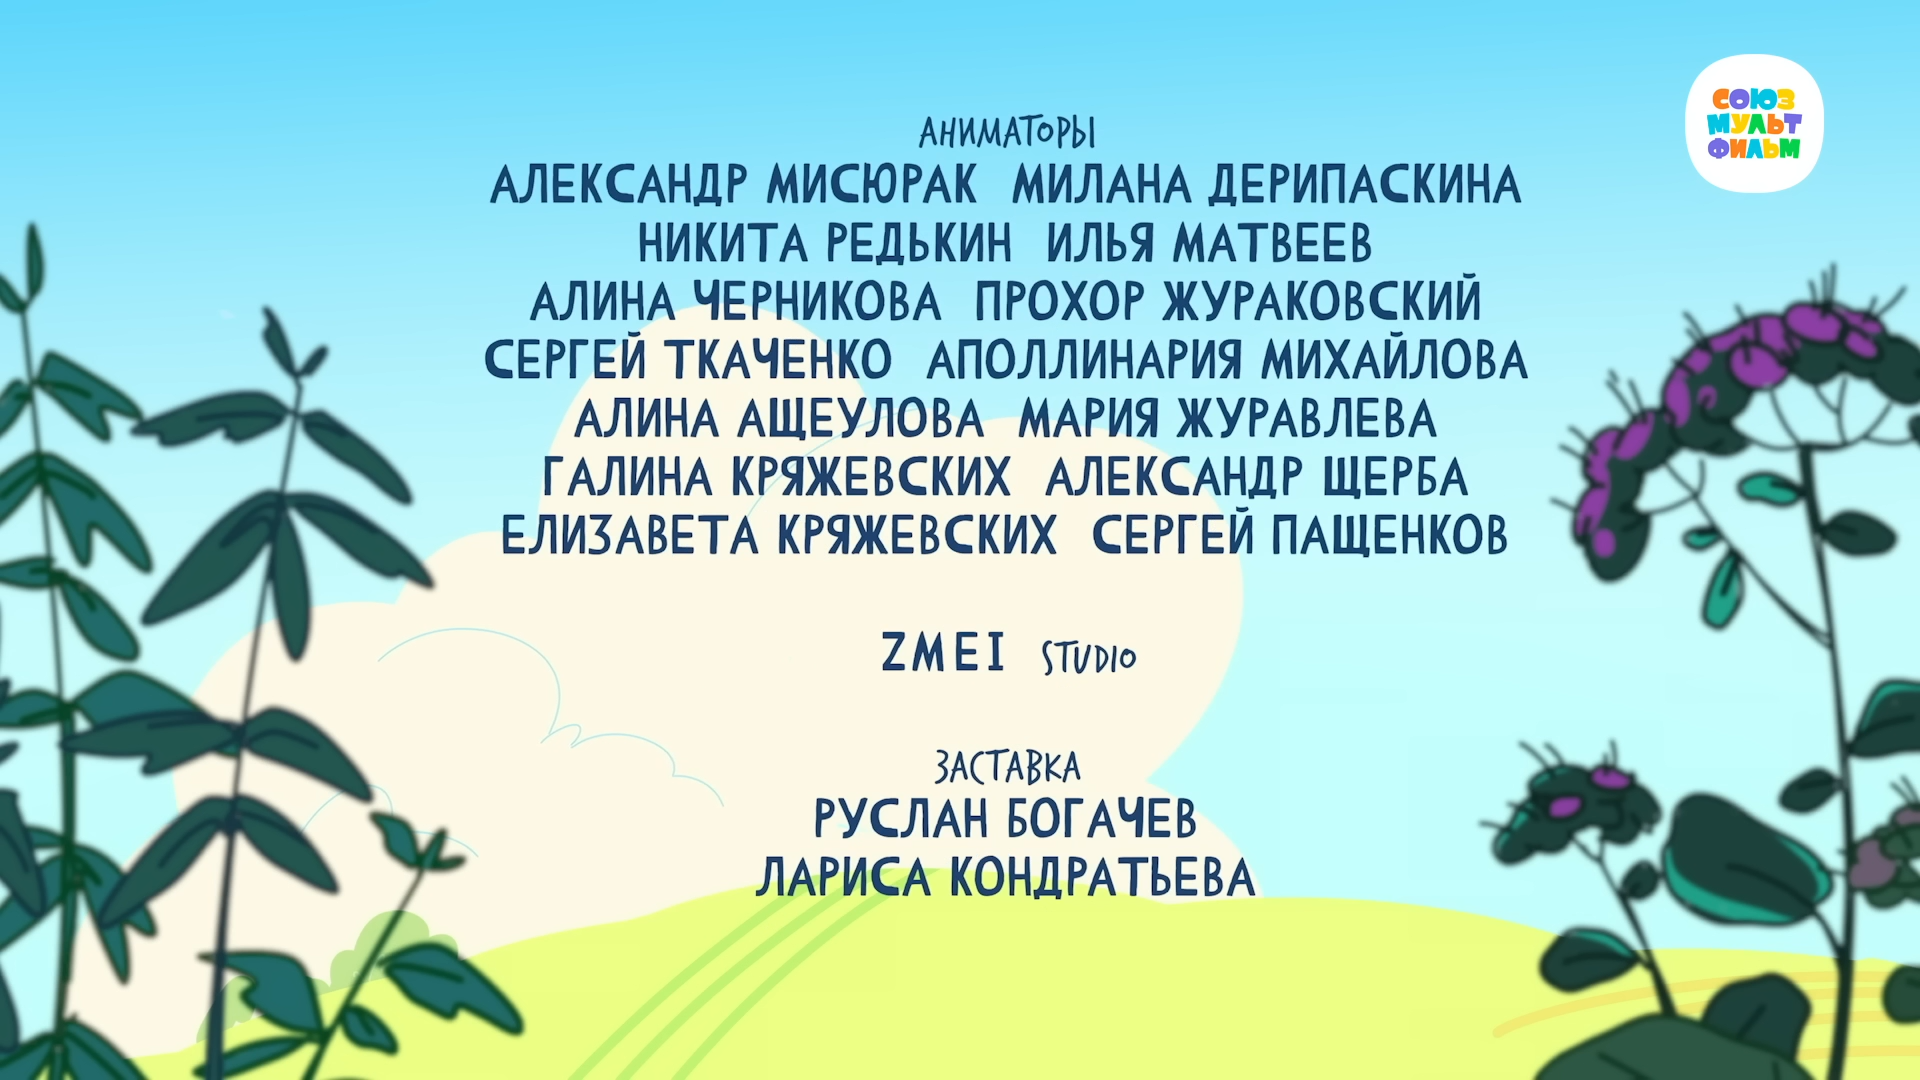 СОЮЗ
МУЛЬТ
ФИЛЬМ
АНИМАТОРЫ
АЛЕКСАНДР МИСЮРАК МИЛАНА ДЕРИПАСКИНА
НИКИТА РЕДЬКИН ИЛЬЯ МАТВЕЕВ
АЛИНА ЧЕРНИКОВА ПРОХОР ЖУРАКОВСКИЙ
СЕРГЕЙ ТКАЧЕНКО АПОЛЛИНАРИЯ МИХАЙЛОВА
АЛИНА АЩЕУЛОВА МАРИЯ ЖУРАВЛЕВА
ГАЛИНА КРЯЖЕВСКИХ АЛЕКСАНДР ЩЕРБА
ЕЛИЗАВЕТА КРЯЖЕВСКИХ СЕРГЕЙ ПАЩЕНКОВ
ZMEI STUDIO
ЗАСТАВКА
РУСЛАН БОГАЧЕВ
ЛАРИСА КОНДРАТЬЕВА